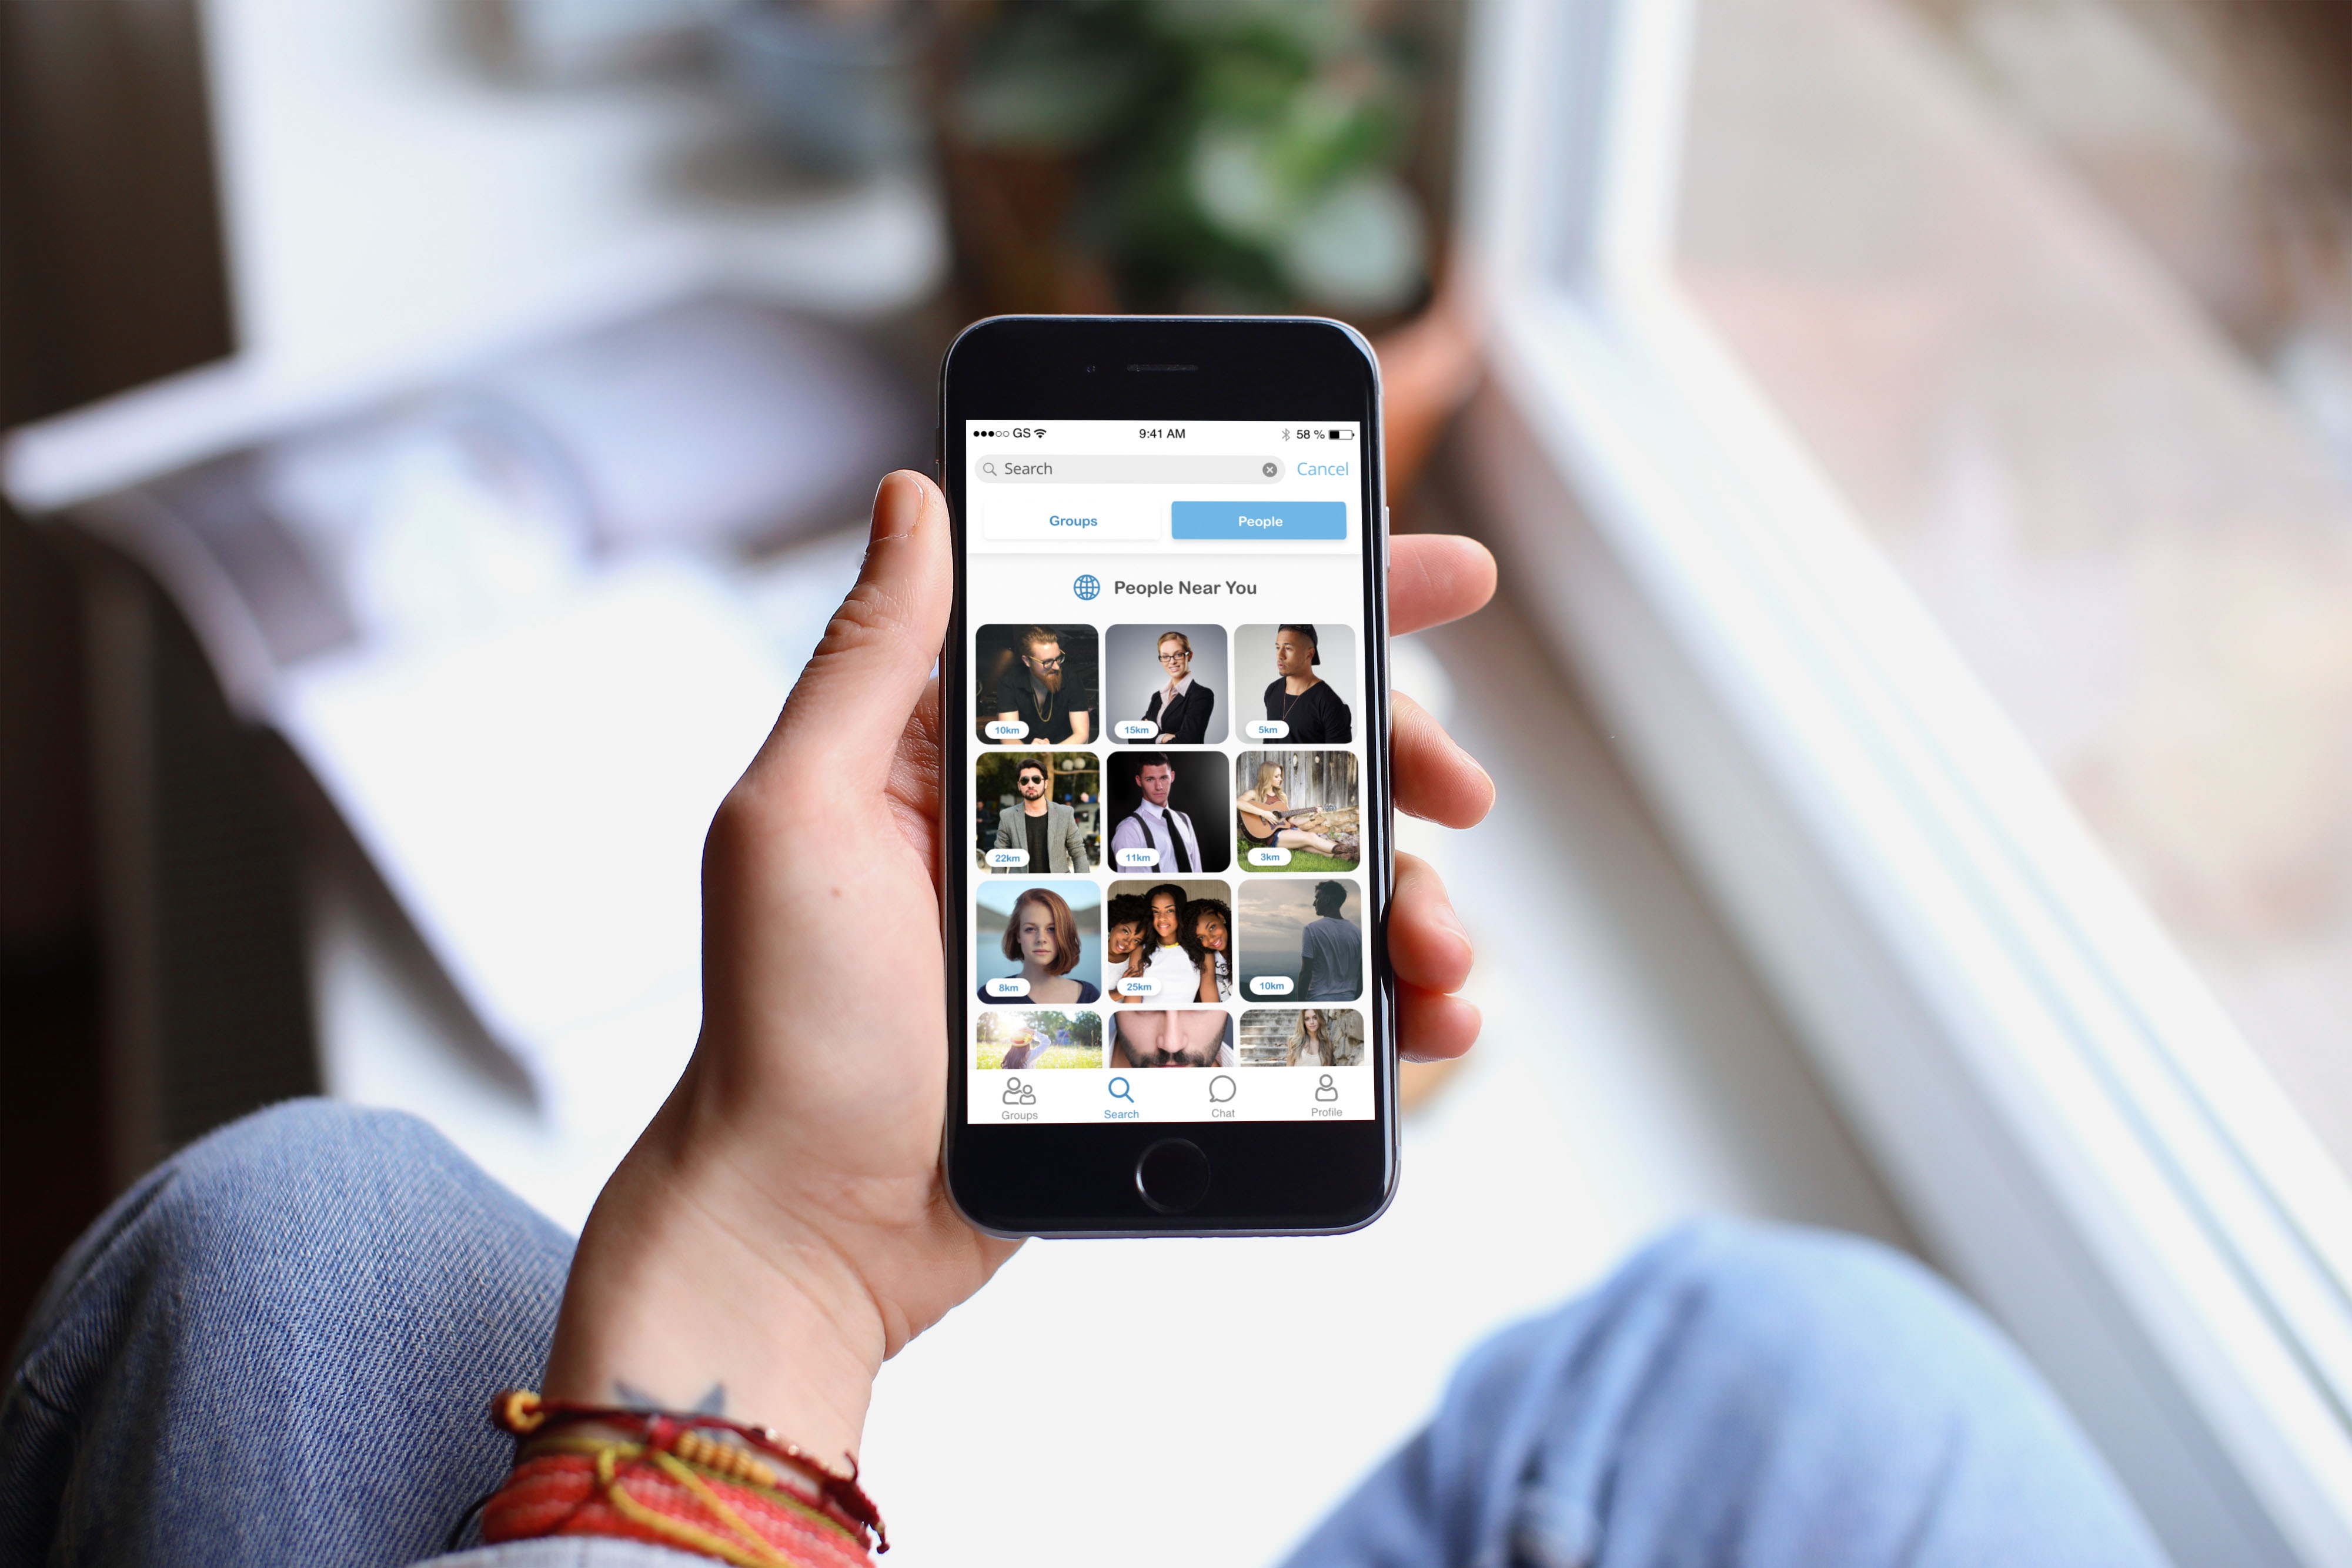 GS 9:41 AM 58 %
Search Cancel
Groups People
People Near You
10km 15km 5km
22km 11km 3km
8km 25km 10km
Groups Search Chat Profile